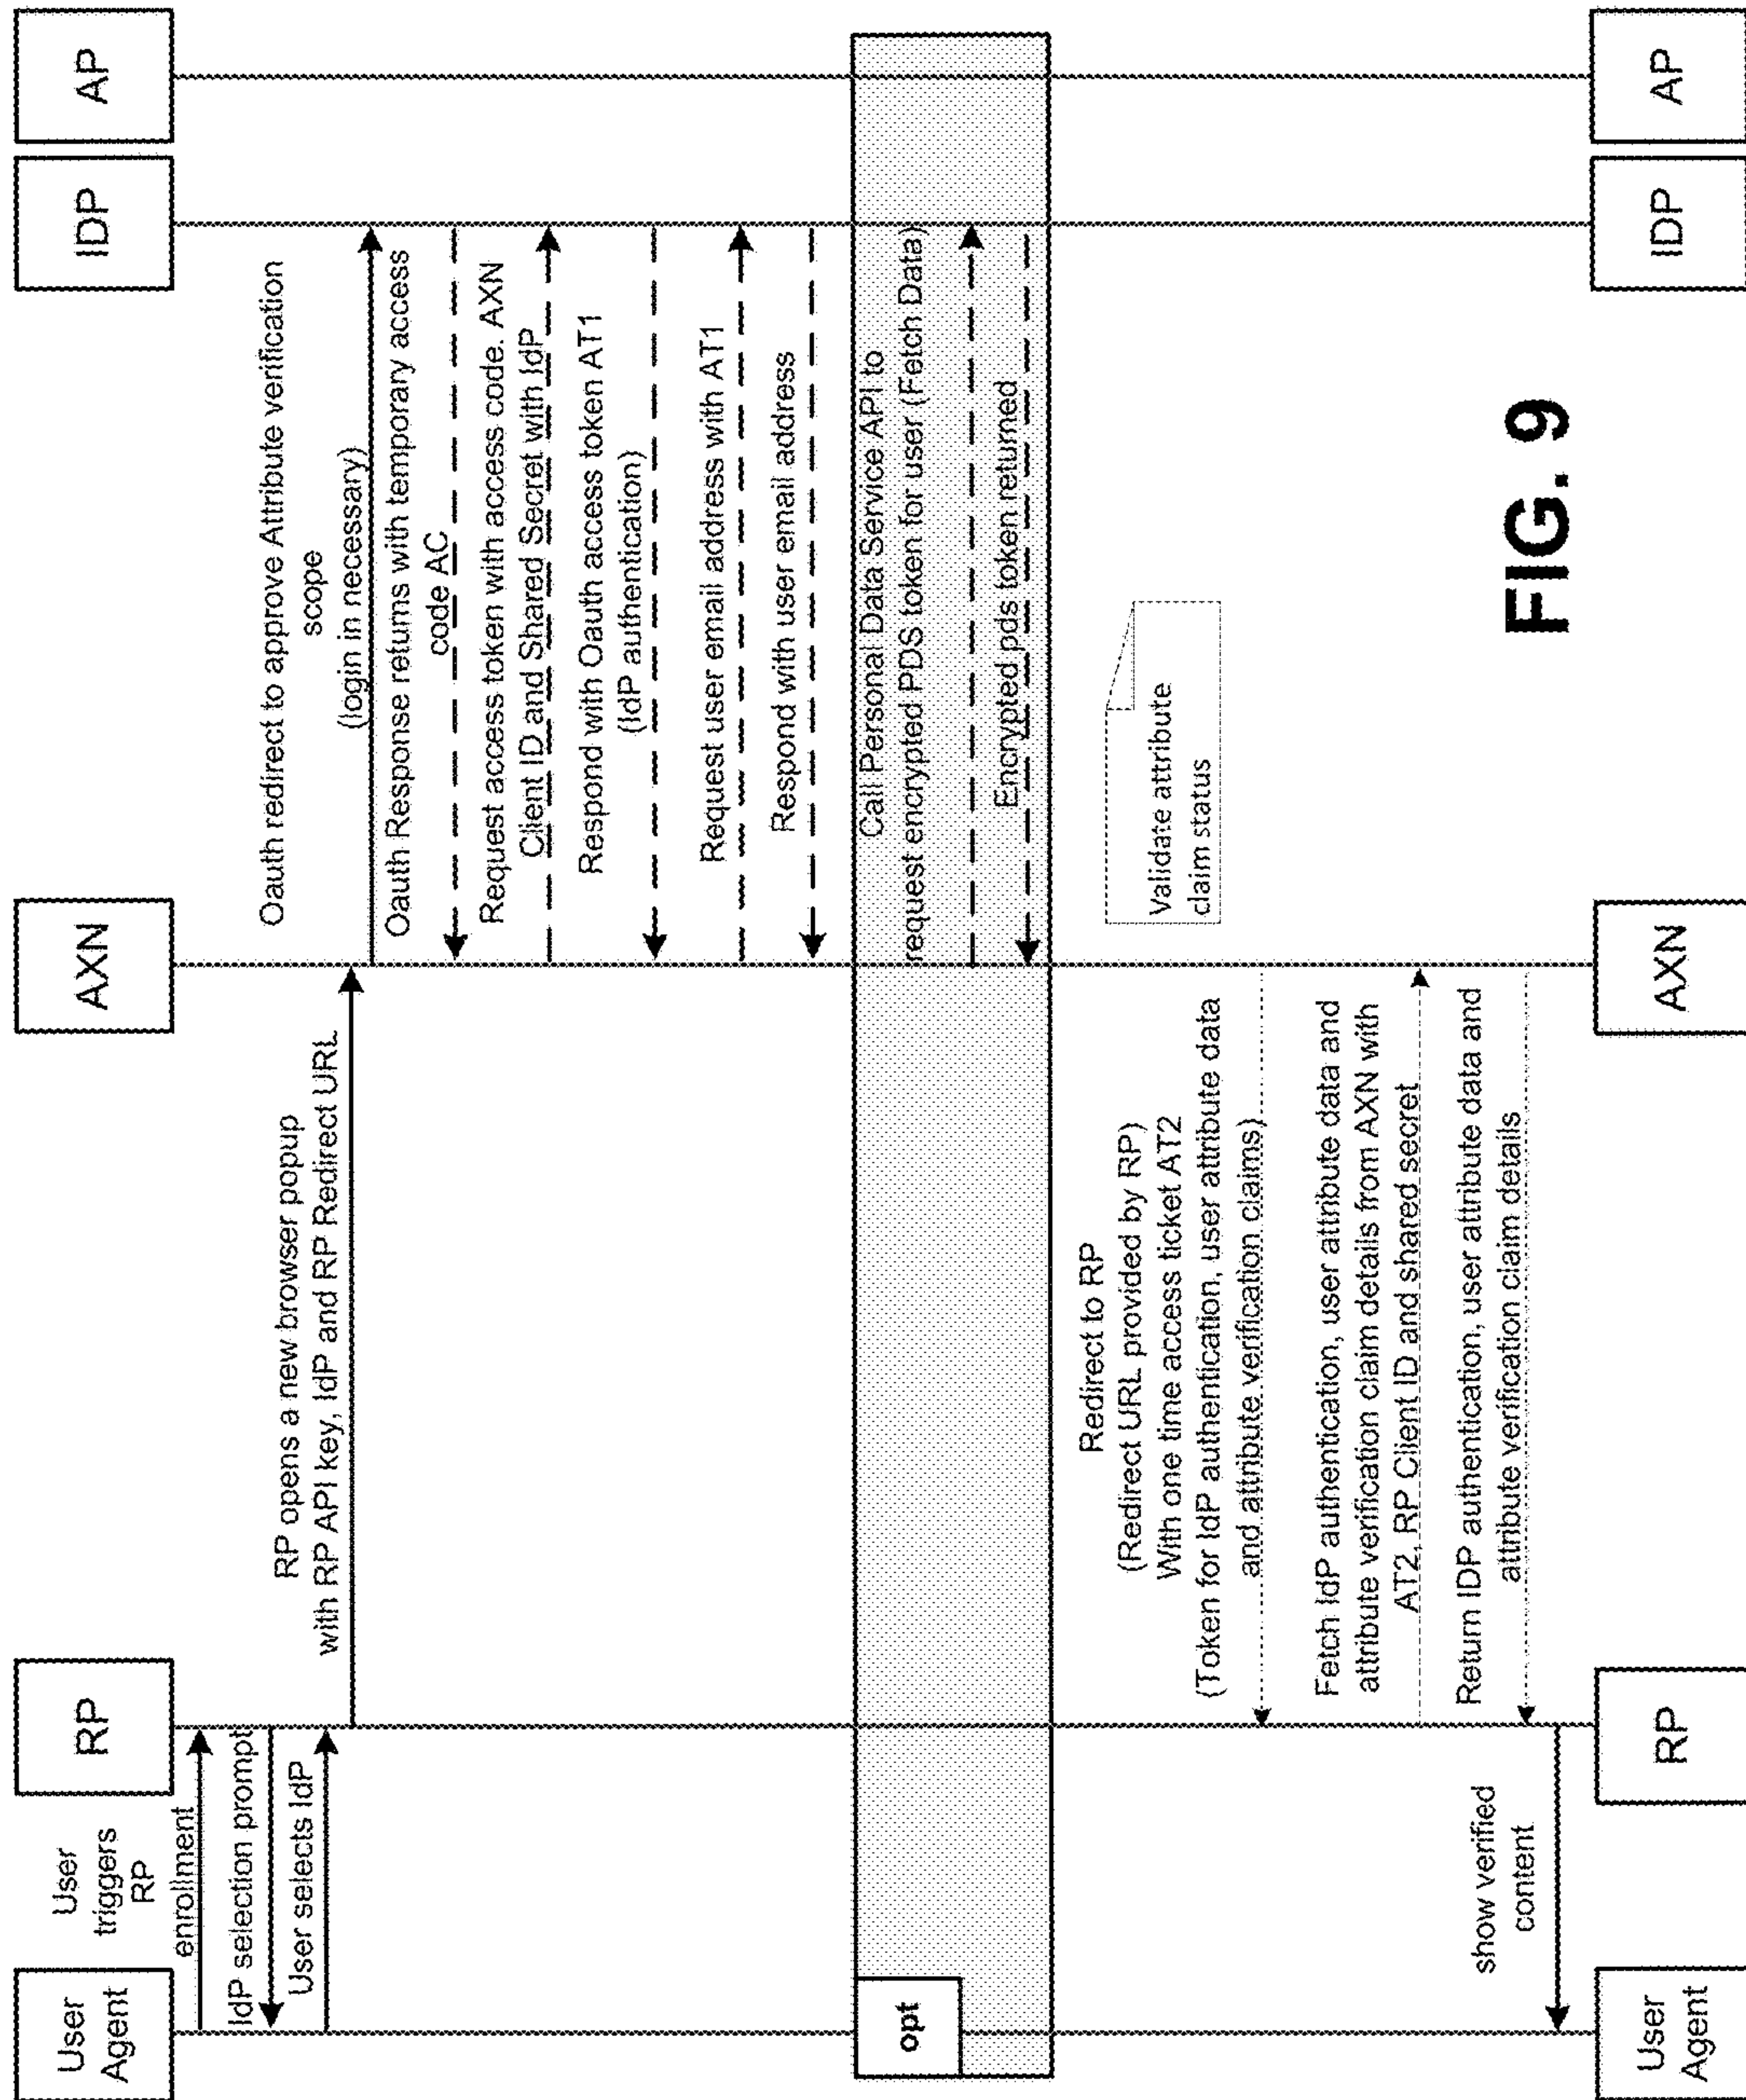 User
Agent
RP
AXN
IDP
AP
User
triggers
RP
enrollment
IdP selection prompt
User selects IdP
RP opens a new browser popup
with RP API key, IdP and RP Redirect URL
Oauth redirect to approve Attribute verification
scope
(login in necessary)
Oauth Response returns with temporary access
code AC
Request access token with access code. AXN
Client ID and Shared Secret with IdP
Respond with Oauth access token AT1
(IdP authentication)
Request user email address with AT1
Respond with user email address
opt
Call Personal Data Service API to
request encrypted PDS token for user (Fetch Data)
Encrypted pds token returned
Validate attribute
claim status
Redirect to RP
(Redirect URL provided by RP)
With one time access ticket AT2
(Token for IdP authentication, user attribute data
and attribute verification claims)
Fetch IdP authentication, user attribute data and
attribute verification claim details from AXN with
AT2, RP Client ID and shared secret
Return IDP authentication, user attribute data and
attribute verification claim details
show verified
content
User
Agent
RP
AXN
IDP
AP
FIG. 9